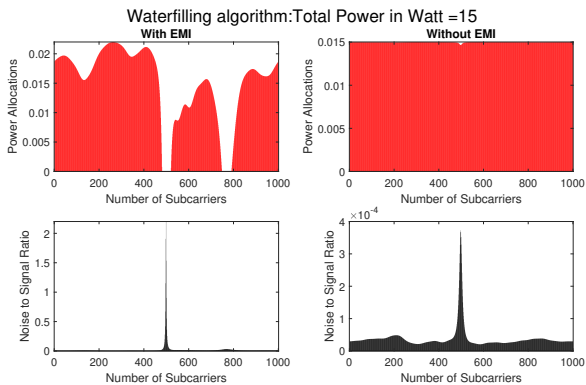 Waterfilling algorithm:Total Power in Watt =15
With EMI
Power Allocations
0.02
0.015
0.01
0.005
0
0 200 400 600 800 1000
Number of Subcarriers
Without EMI
Power Allocations
0.015
0.01
0.005
0
0 200 400 600 800 1000
Number of Subcarriers
Noise to Signal Ratio
2
1.5
1
0.5
0
0 200 400 600 800 1000
Number of Subcarriers
×10-4
Noise to Signal Ratio
4
3
2
1
0
0 200 400 600 800 1000
Number of Subcarriers